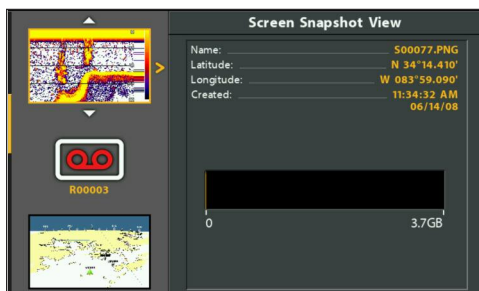 Screen Snapshot View
Name: S00077.PNG
Latitude: N 34°14.410'
Longitude: W 083°59.090'
Created: 11:34:32 AM
06/14/08
R00003
0 3.7GB